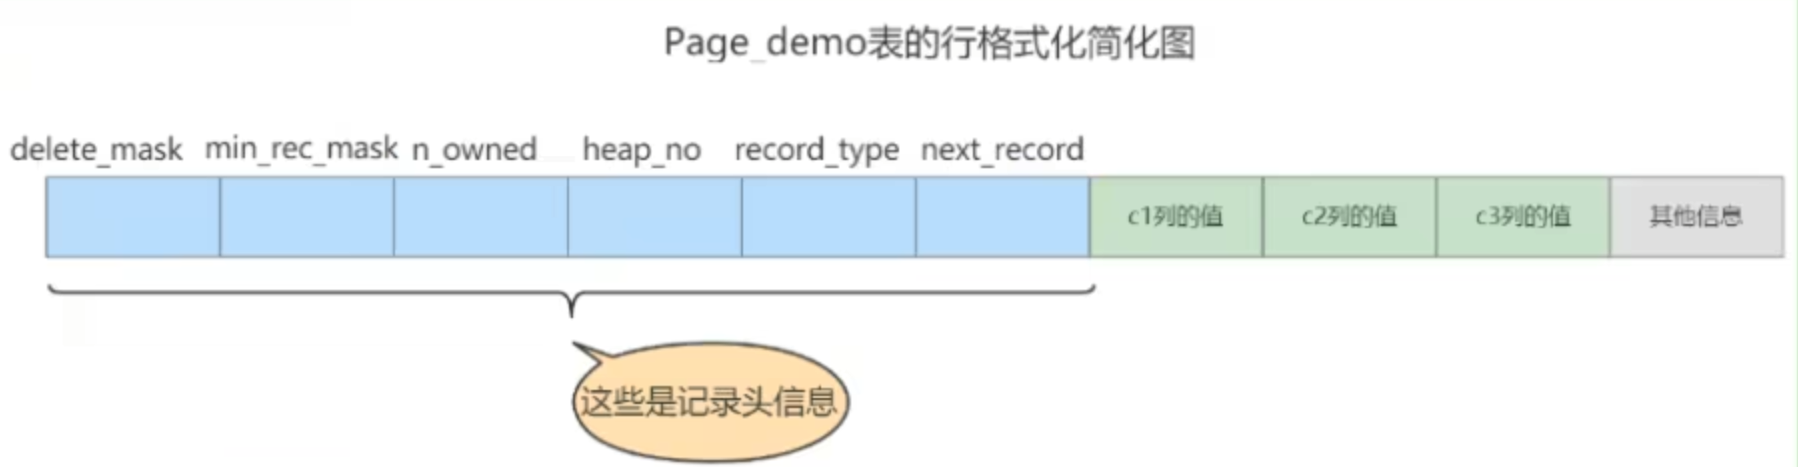 Page_demo表的行格式化简化图
delete_mask min_rec_mask n_owned heap_no record_type next_record
c1列的值 c2列的值 c3列的值 其他信息
这些是记录头信息